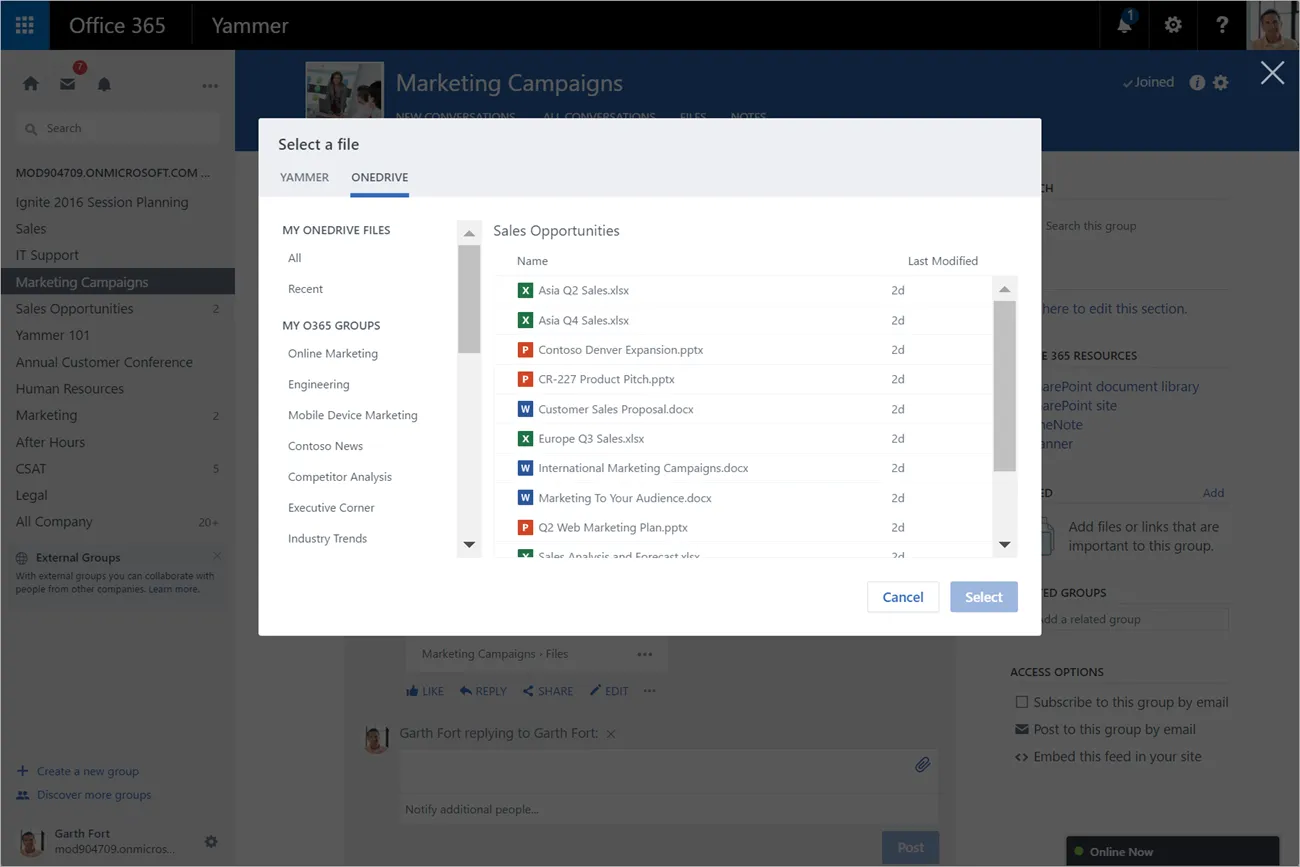 Office 365
Yammer
1
?
7
Search
MOD904709.ONMICROSOFT.COM ...
Ignite 2016 Session Planning
Sales
IT Support
Marketing Campaigns
Sales Opportunities 2
Yammer 101
Annual Customer Conference
Human Resources
Marketing 2
After Hours
CSAT 5
Legal
All Company 20+
External Groups
With external groups you can collaborate with
people from other companies. Learn more.
Create a new group
Discover more groups
Garth Fort
mod904709.onmicros...
Marketing Campaigns
Joined
NEW CONVERSATIONS ALL CONVERSATIONS FILES NOTES
Select a file
YAMMER ONEDRIVE
MY ONEDRIVE FILES
All
Recent
MY O365 GROUPS
Online Marketing
Engineering
Mobile Device Marketing
Contoso News
Competitor Analysis
Executive Corner
Industry Trends
Sales Opportunities
Name Last Modified
X Asia Q2 Sales.xlsx 2d
X Asia Q4 Sales.xlsx 2d
P Contoso Denver Expansion.pptx 2d
P CR-227 Product Pitch.pptx 2d
W Customer Sales Proposal.docx 2d
X Europe Q3 Sales.xlsx 2d
W International Marketing Campaigns.docx 2d
W Marketing To Your Audience.docx 2d
P Q2 Web Marketing Plan.pptx 2d
X Sales Analysis and Forecast.xlsx 2d
Cancel Select
Marketing Campaigns - Files
LIKE REPLY SHARE EDIT
Garth Fort replying to Garth Fort:
Notify additional people...
Post
CH
Search this group
here to edit this section.
E 365 RESOURCES
arePoint document library
arePoint site
neNote
anner
ED Add
Add files or links that are
important to this group.
ED GROUPS
Add a related group
ACCESS OPTIONS
Subscribe to this group by email
Post to this group by email
Embed this feed in your site
Online Now